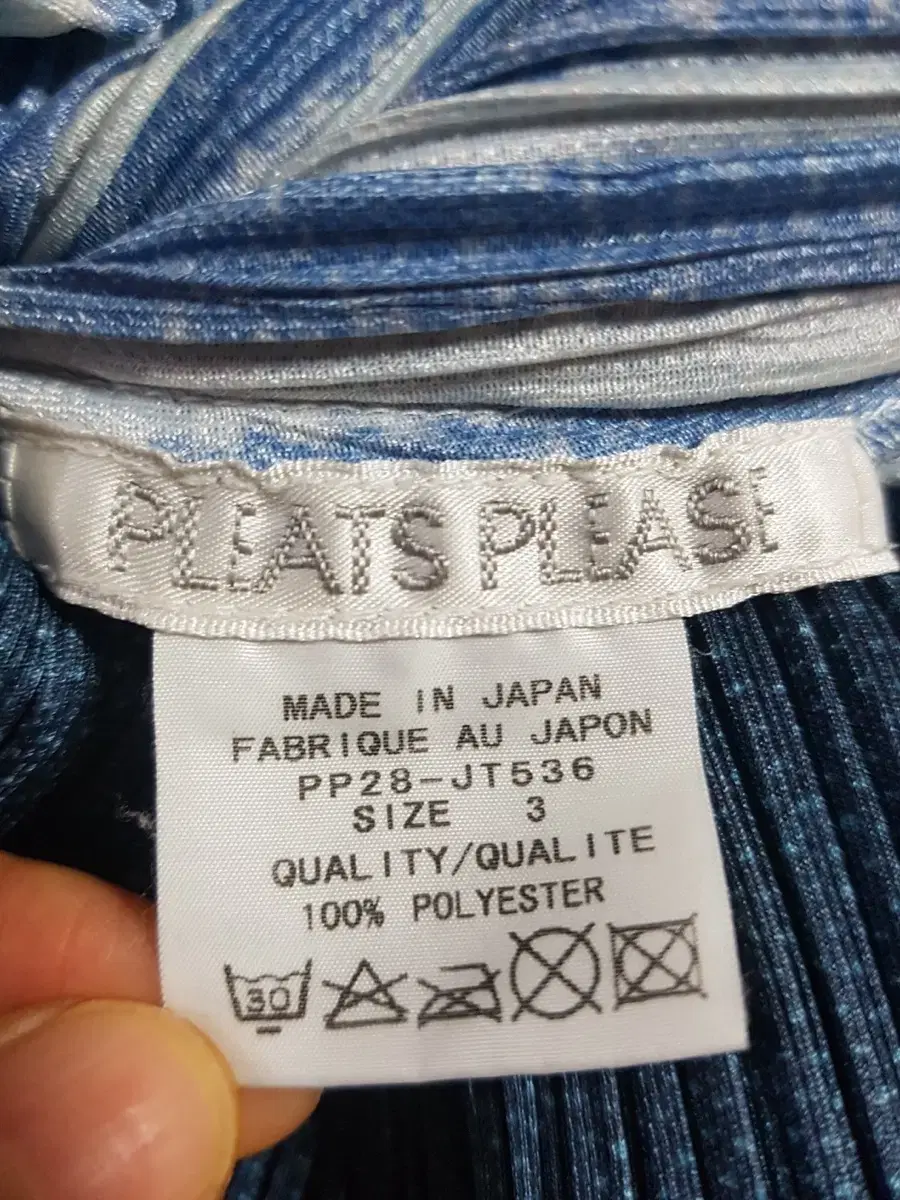 PLEATS PLEASE
MADE IN JAPAN
FABRIQUE AU JAPON
PP28-JT536
SIZE 3
QUALITY/QUALITE
100% POLYESTER
30